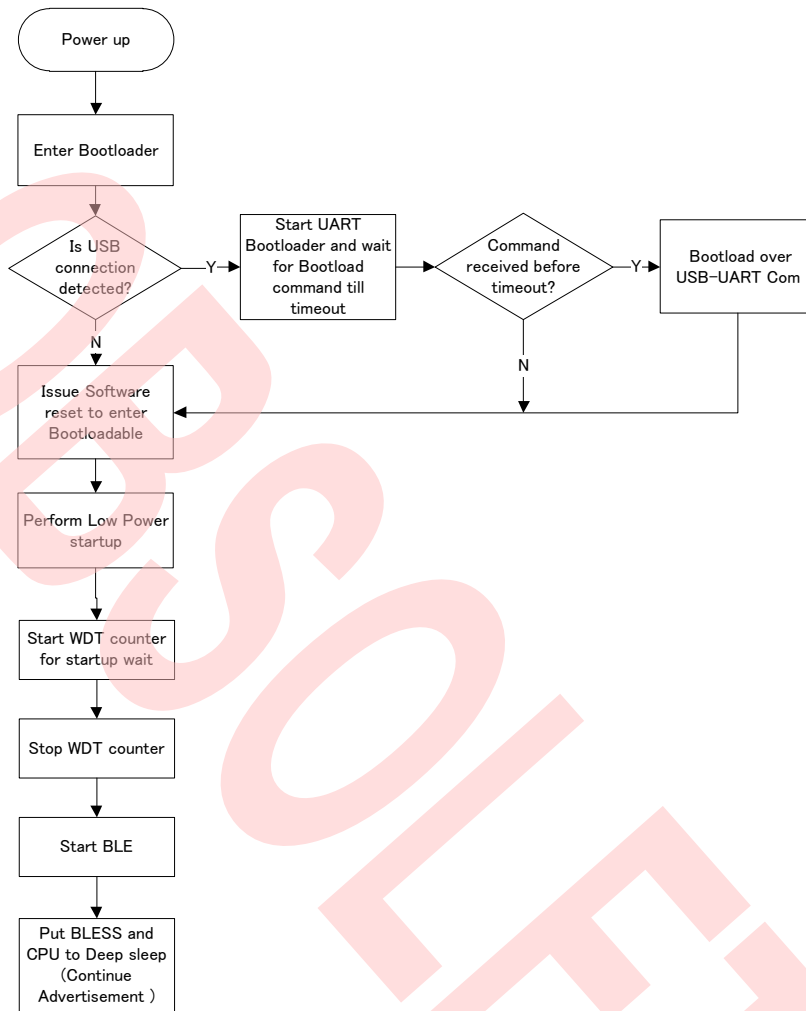 Power up
Enter Bootloader
Is USB
connection
detected?
Y
Start UART
Bootloader and wait
for Bootload
command till
timeout
Command
received before
timeout?
Y
Bootload over
USB-UART Com
N
N
Issue Software
reset to enter
Bootloadable
Perform Low Power
startup
Start WDT counter
for startup wait
Stop WDT counter
Start BLE
Put BLESS and
CPU to Deep sleep
(Continue
Advertisement )
OBSOLET